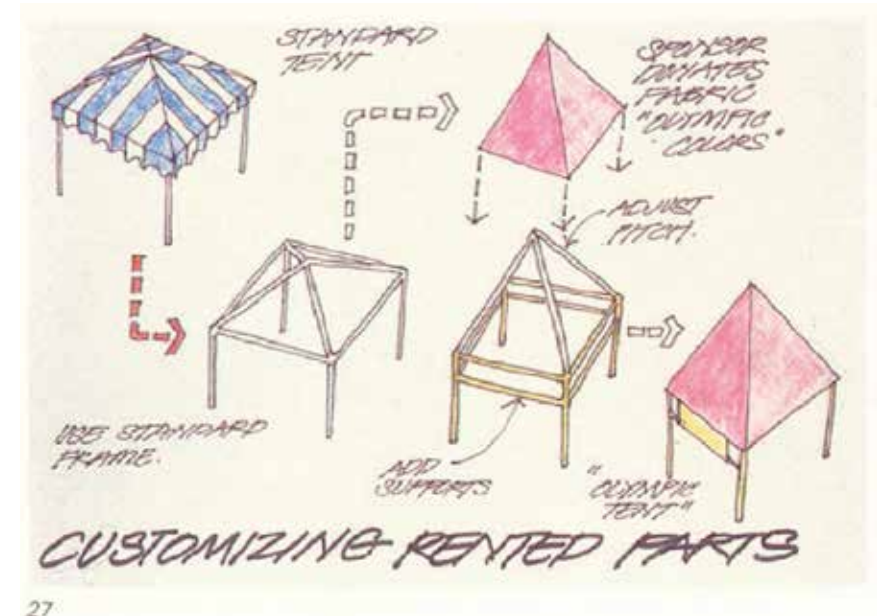 STANDARD
TENT
SPONSOR
DONATES
FABRIC
"OLYMPIC
COLORS"
ADJUST
PITCH.
USE STANDARD
FRAME.
ADD
SUPPORTS
"OLYMPIC
TENT"
CUSTOMIZING RENTED PARTS
27